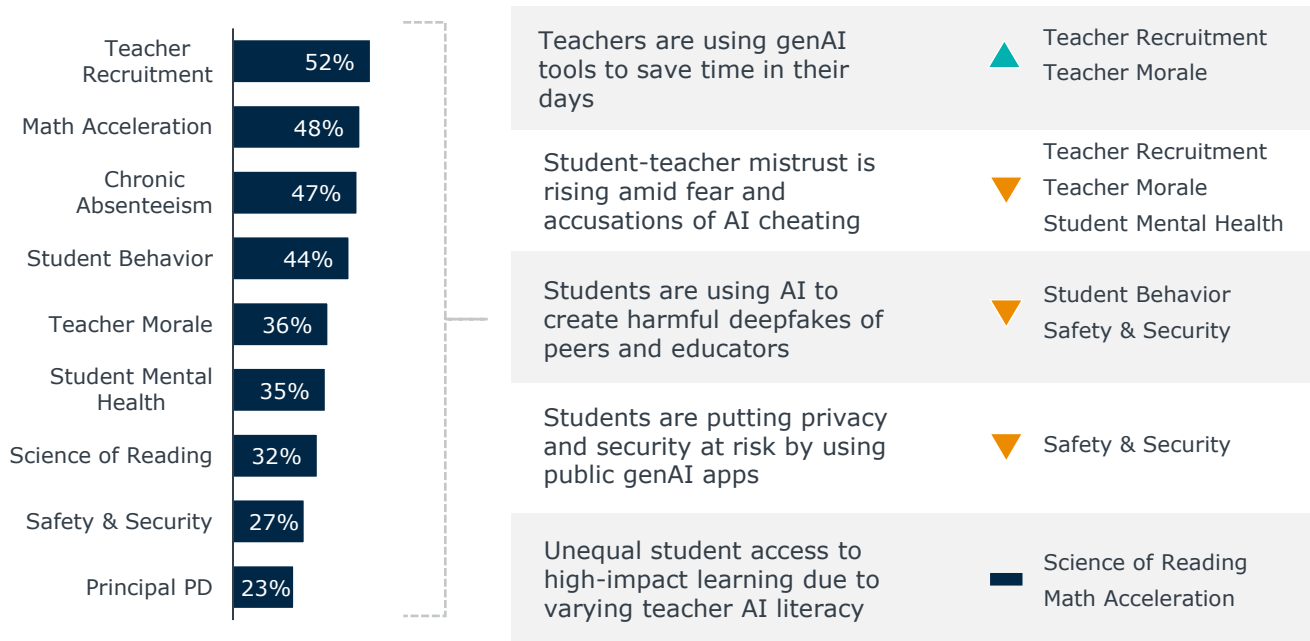 Teacher
Recruitment
52%
Math Acceleration
48%
Chronic
Absenteeism
47%
Student Behavior
44%
Teacher Morale
36%
Student Mental
Health
35%
Science of Reading
32%
Safety & Security
27%
Principal PD
23%
Teachers are using genAI
tools to save time in their
days
Teacher Recruitment
Teacher Morale
Student-teacher mistrust is
rising amid fear and
accusations of AI cheating
Teacher Recruitment
Teacher Morale
Student Mental Health
Students are using AI to
create harmful deepfakes of
peers and educators
Student Behavior
Safety & Security
Students are putting privacy
and security at risk by using
public genAI apps
Safety & Security
Unequal student access to
high-impact learning due to
varying teacher AI literacy
Science of Reading
Math Acceleration